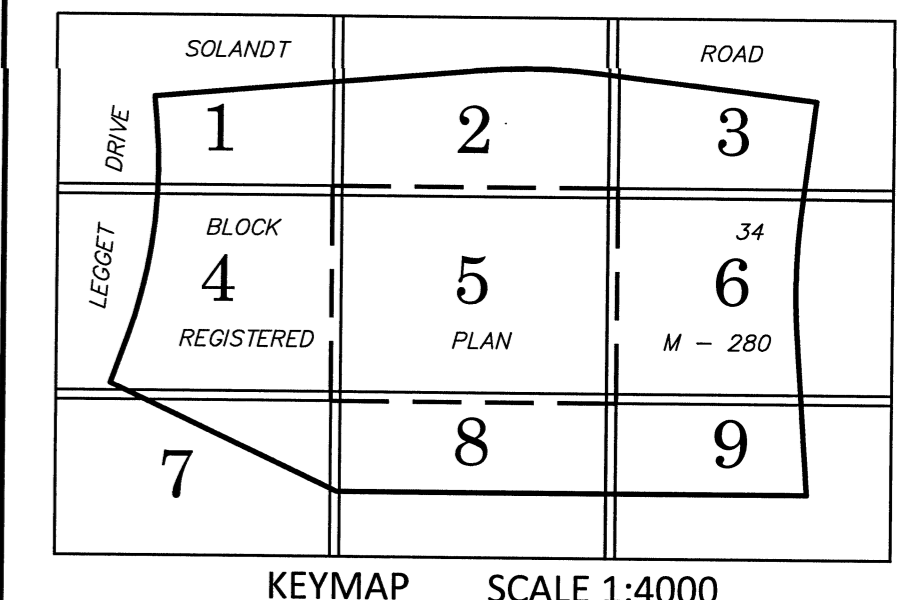 SOLANDT ROAD
1 2 3
DRIVE
LEGGET
BLOCK 34
4 5 6
REGISTERED PLAN M - 280
7 8 9
KEYMAP SCALE 1:4000